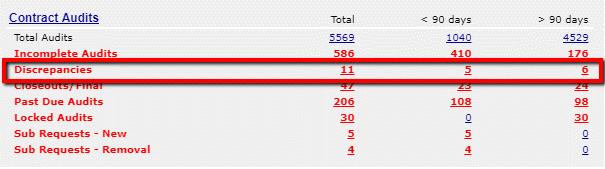 Contract Audits Total < 90 days > 90 days
Total Audits 5569 1040 4529
Incomplete Audits 586 410 176
Discrepancies 11 5 6
Closeouts/Final 47 23 24
Past Due Audits 206 108 98
Locked Audits 30 0 30
Sub Requests - New 5 5 0
Sub Requests - Removal 4 4 0